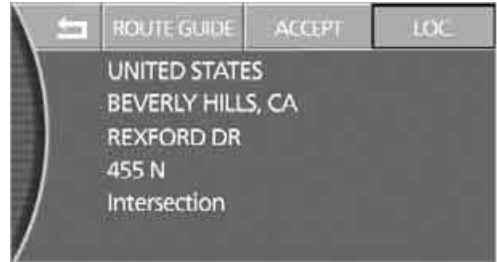 ROUTE GUIDE ACCEPT LOC.
UNITED STATES
BEVERLY HILLS, CA
REXFORD DR
455 N
Intersection